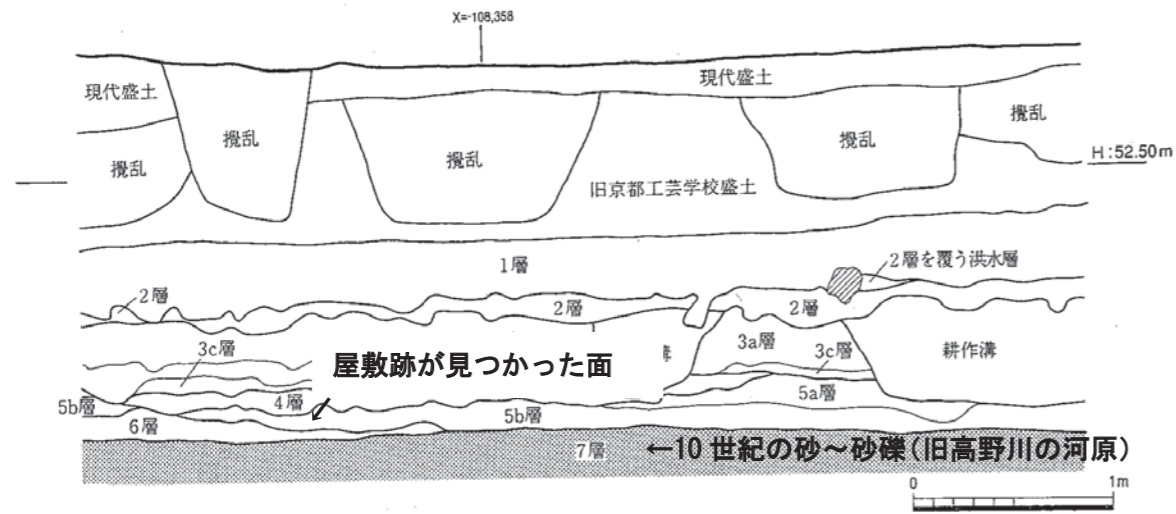 X=-108,358
現代盛土
現代盛土
攪乱
攪乱
攪乱
攪乱
攪乱
H:52.50m
旧京都工芸学校盛土
1層
2層を覆う洪水層
2層
2層
2層
3a層
3c層
屋敷跡が見つかった面
3c層
耕作溝
5a層
5b層
4層
5b層
6層
7層
←10世紀の砂~砂礫(旧高野川の河原)
0
1m